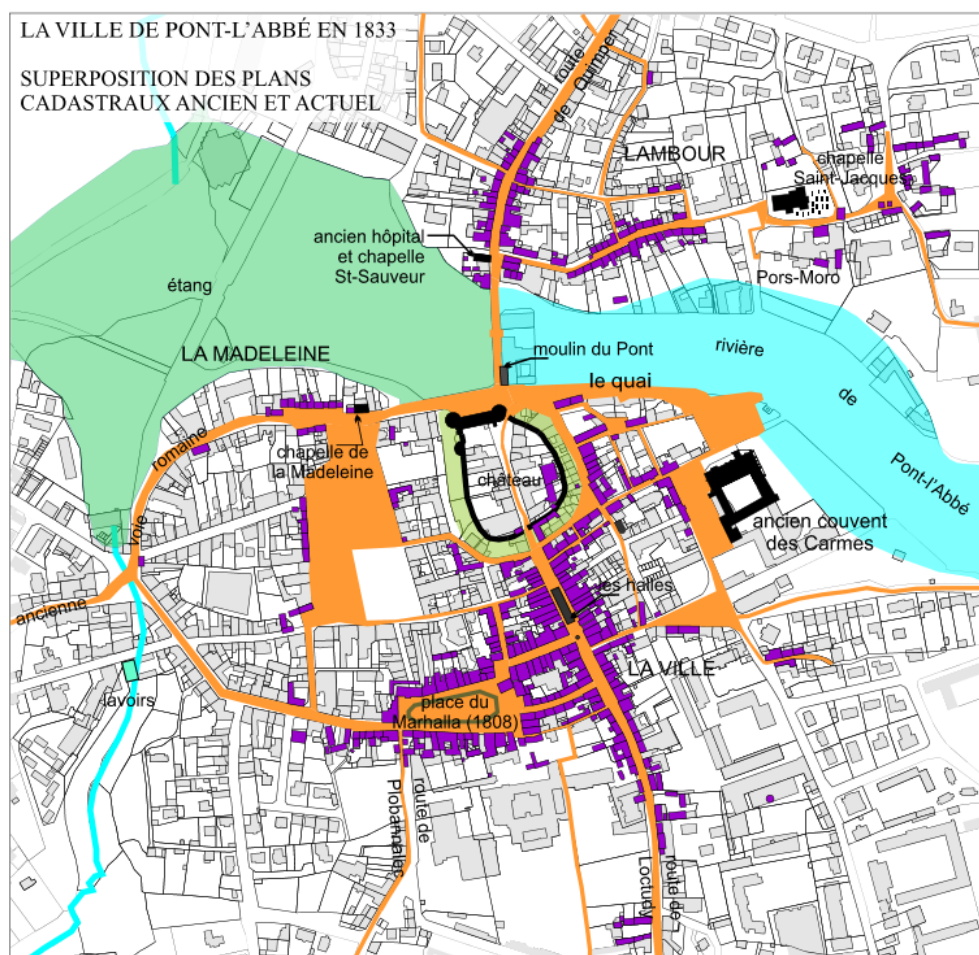 LA VILLE DE PONT-L'ABBÉ EN 1833
SUPERPOSITION DES PLANS
CADASTRAUX ANCIEN ET ACTUEL
route
de Quimper
LAMBOUR
chapelle
Saint-Jacques
ancien hôpital
et chapelle
St-Sauveur
étang
Pors-Moro
LA MADELEINE
moulin du Pont
rivière
de
Pont-l'Abbé
le quai
romaine
voie
ancienne
chapelle de
la Madeleine
château
ancien couvent
des Carmes
les halles
LA VILLE
lavoirs
place du
Marhalla (1808)
route de
Plobannalec
route de
Loctudy